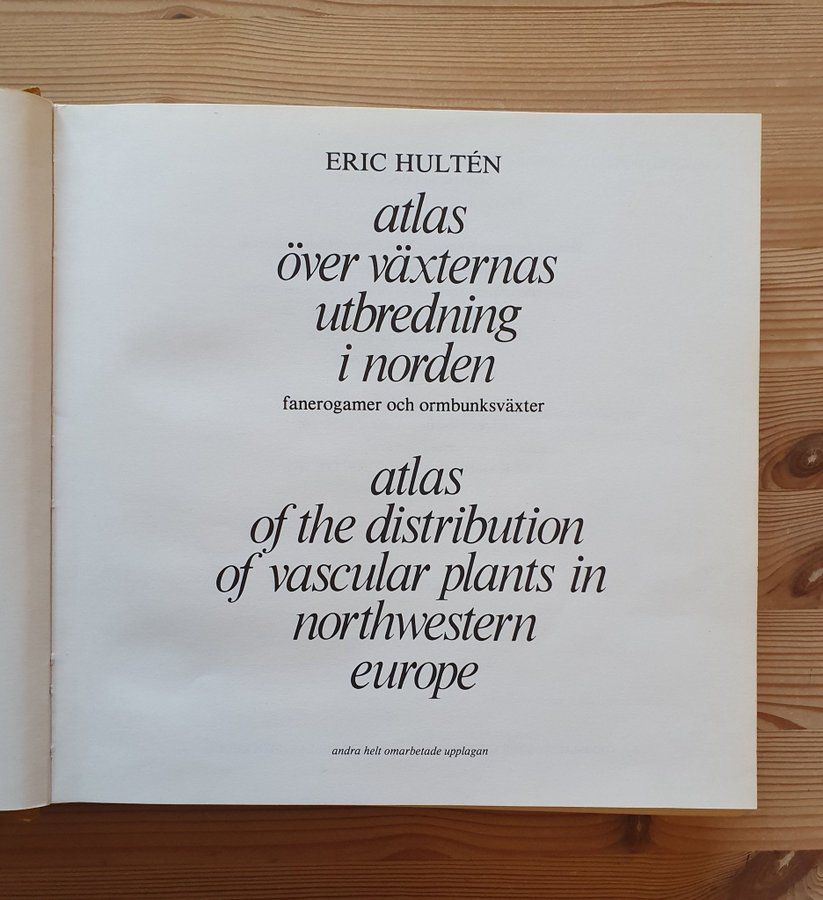 ERIC HULTÉN
atlas
över växternas
utbredning
i norden
fanerogamer och ormbunksväxter
atlas
of the distribution
of vascular plants in
northwestern
europe
andra helt omarbetade upplagan